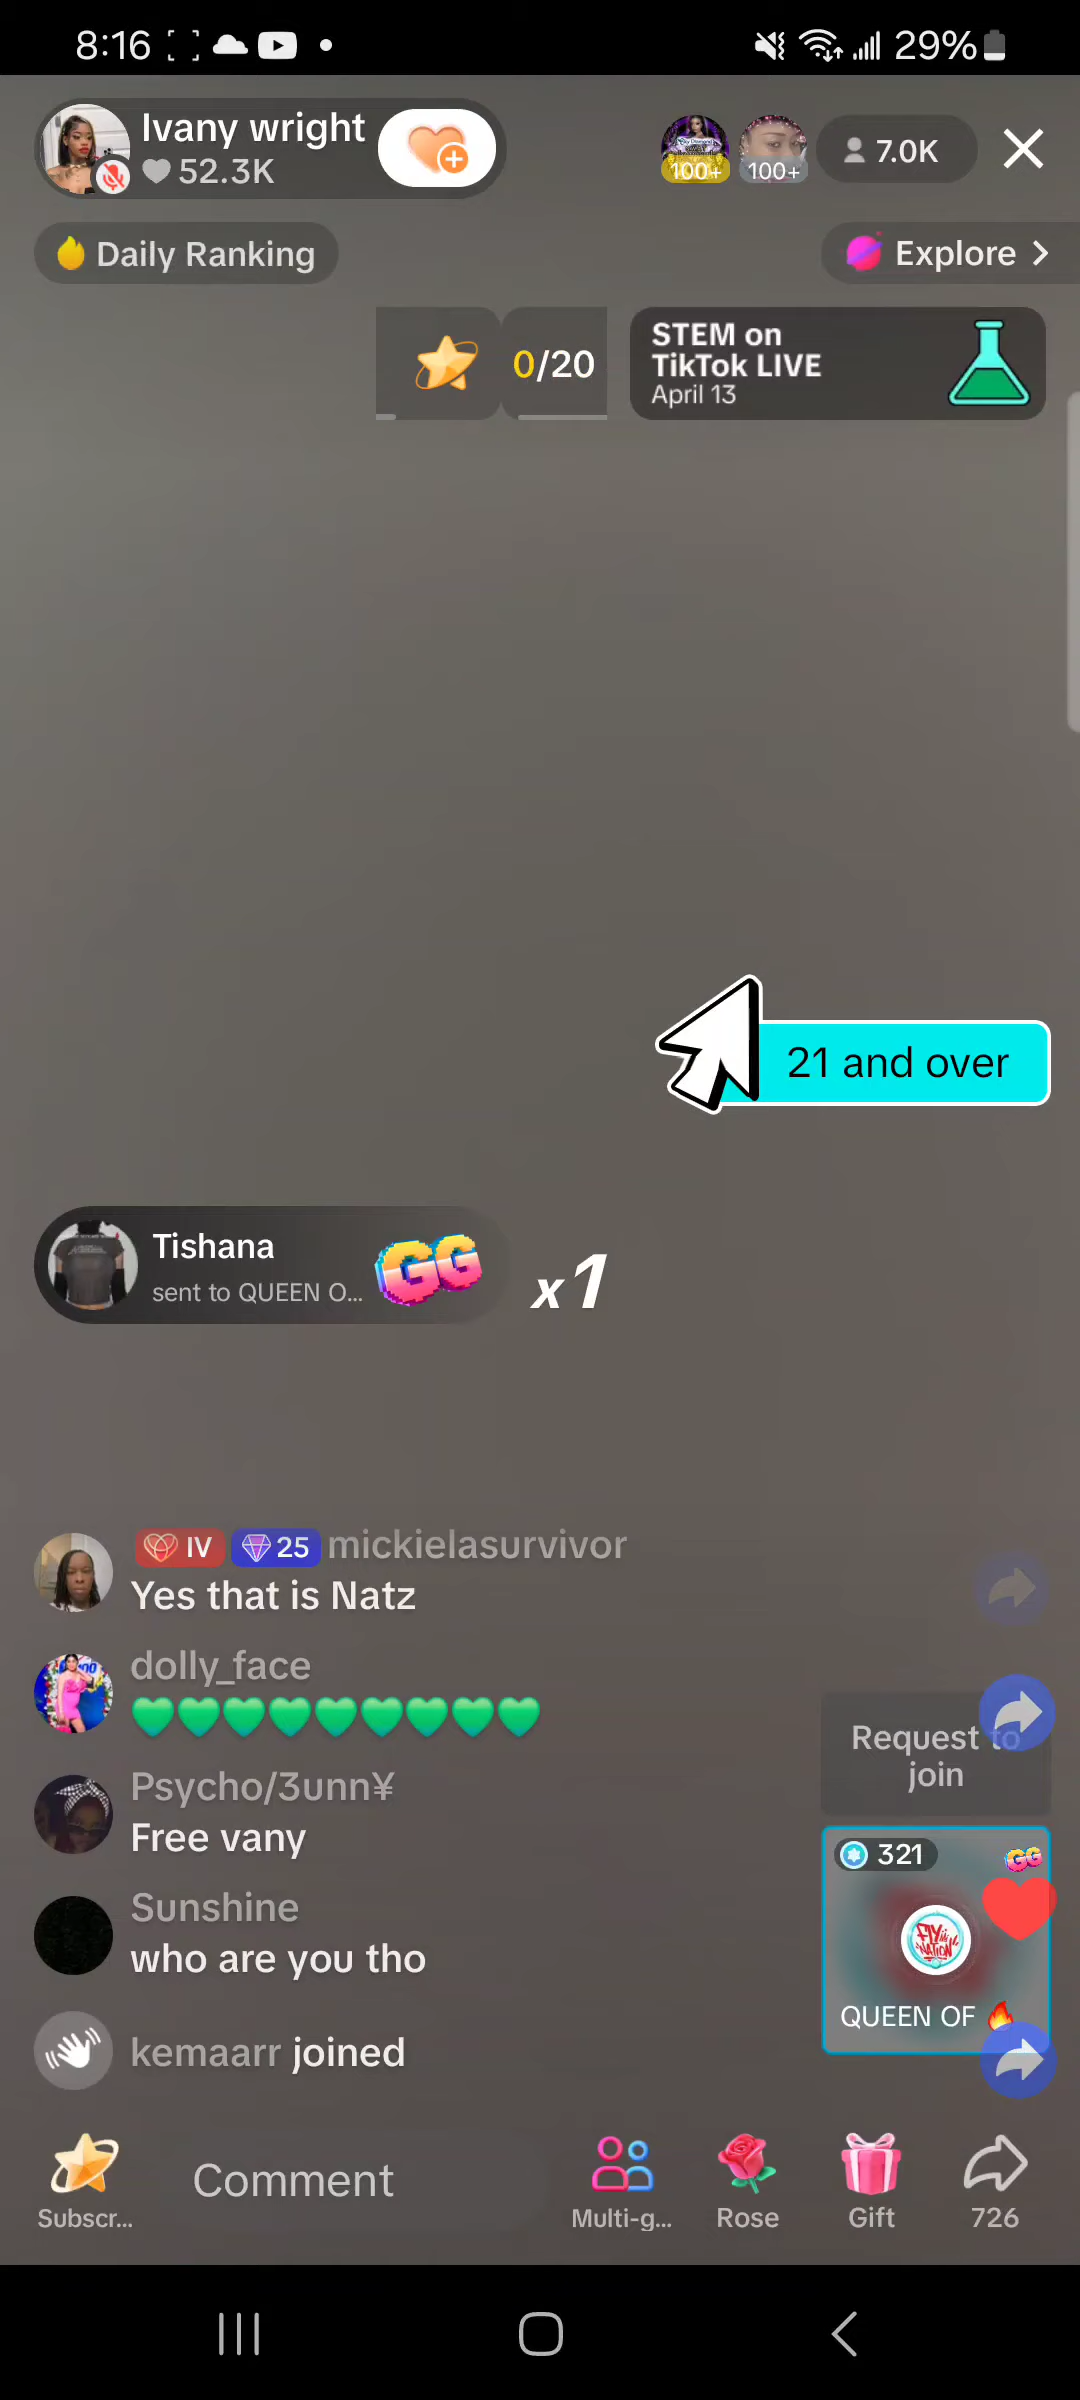 8:16
29%
Ivany wright
52.3K
100+
100+
7.0K
Daily Ranking
Explore
0/20
STEM on
TikTok LIVE
April 13
21 and over
Tishana
sent to QUEEN O...
GG
x1
IV 25 mickielasurvivor
Yes that is Natz
dolly_face
Psycho/3unn¥
Free vany
Sunshine
who are you tho
kemaarr joined
Request to
join
321
GG
FLY
NATION
QUEEN OF
Subscr...
Comment
Multi-g...
Rose
Gift
726